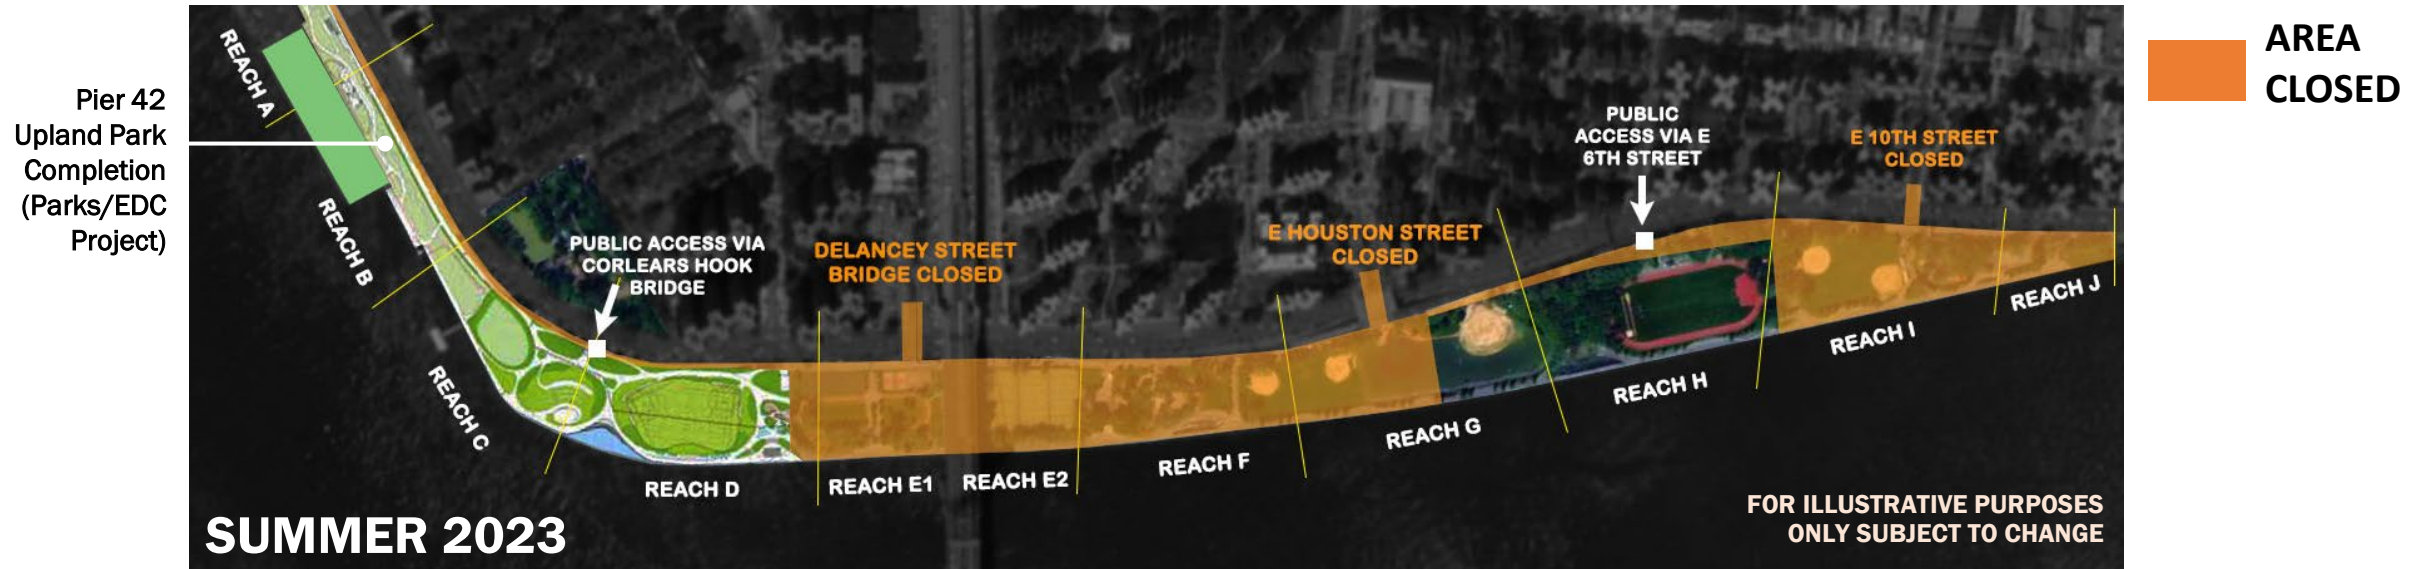 AREA
CLOSED
Pier 42
Upland Park
Completion
(Parks/EDC
Project)
REACH A
REACH B
REACH C
PUBLIC ACCESS VIA
CORLEARS HOOK
BRIDGE
DELANCEY STREET
BRIDGE CLOSED
E HOUSTON STREET
CLOSED
PUBLIC
ACCESS VIA E
6TH STREET
E 10TH STREET
CLOSED
REACH D
REACH E1
REACH E2
REACH F
REACH G
REACH H
REACH I
REACH J
SUMMER 2023
FOR ILLUSTRATIVE PURPOSES
ONLY SUBJECT TO CHANGE